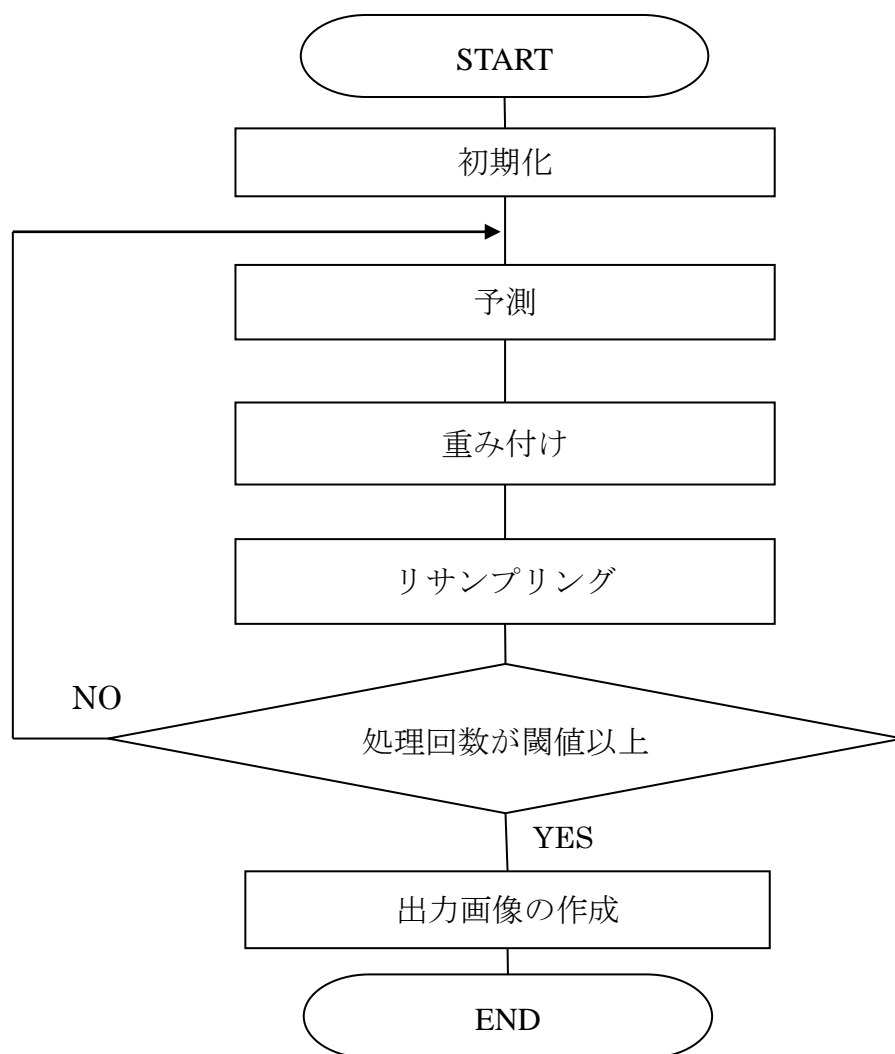 START
初期化
予測
重み付け
リサンプリング
NO
処理回数が閾値以上
YES
出力画像の作成
END